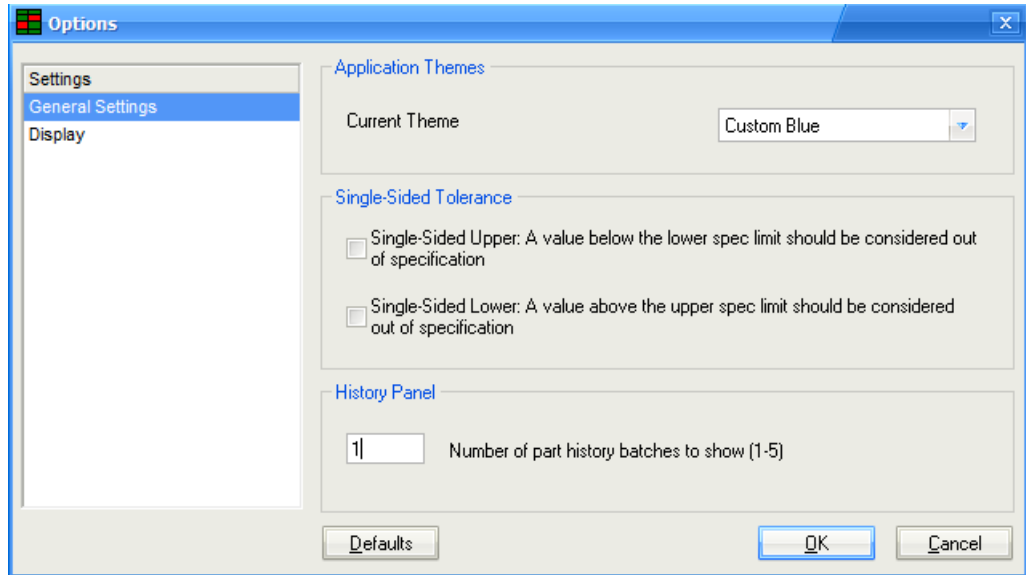 Options
Settings
General Settings
Display
Application Themes
Current Theme
Custom Blue
Single-Sided Tolerance
Single-Sided Upper: A value below the lower spec limit should be considered out
of specification
Single-Sided Lower: A value above the upper spec limit should be considered
out of specification
History Panel
1
Number of part history batches to show (1-5)
Defaults
OK
Cancel